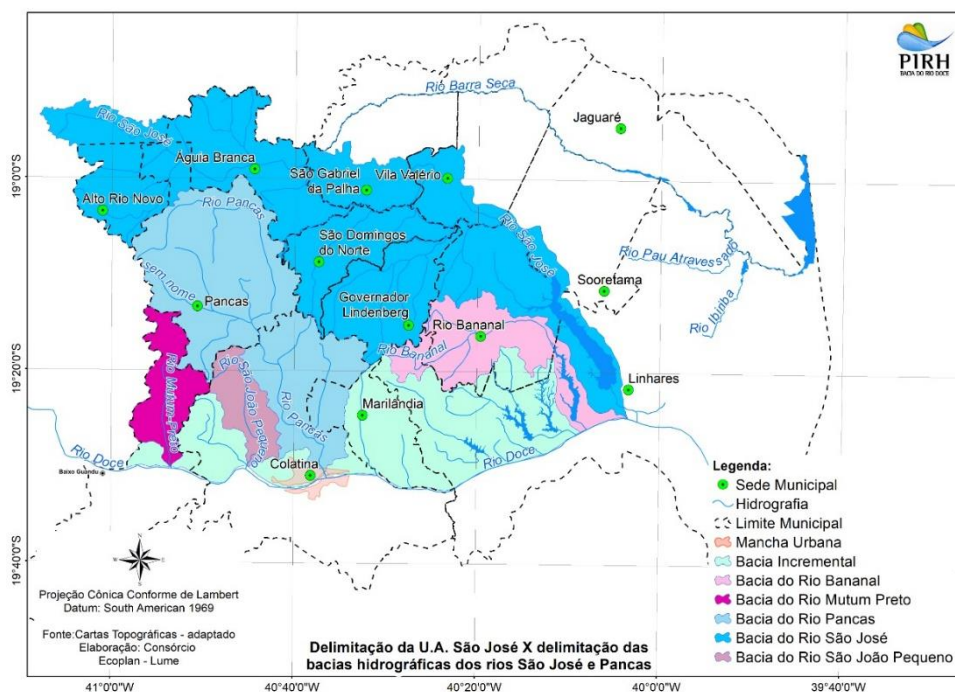 PIRH
BACIA DO RIO DOCE
Rio Barra Seca
Jaguaré
Rio São José
Águia Branca
São Gabriel
da Palha
Vila Valério
19°0'0"S
Alto Rio Novo
Rio Pancas
Rio São José
São Domingos
do Norte
Rio Pau Atravessado
sem nome
Pancas
Sooretama
Governador
Lindenberg
Rio Bananal
Rio Ibiriba
Rio Bananal
19°20'0"S
Rio Mutum-Preto
Rio São João Pequeno
Rio Pancas
Linhares
Marilândia
Colatina
Rio Doce
Rio Doce
Baixo Guandu
19°40'0"S
Legenda:
Sede Municipal
Hidrografia
Limite Municipal
Mancha Urbana
Bacia Incremental
Bacia do Rio Bananal
Bacia do Rio Mutum Preto
Bacia do Rio Pancas
Bacia do Rio São José
Bacia do Rio São João Pequeno
N
W
E
S
Projeção Cônica Conforme de Lambert
Datum: South American 1969
Fonte:Cartas Topográficas - adaptado
Elaboração: Consórcio
Ecoplan - Lume
Delimitação da U.A. São José X delimitação das
bacias hidrográficas dos rios São José e Pancas
41°0'0"W
40°40'0"W
40°20'0"W
40°0'0"W
39°40'0"W